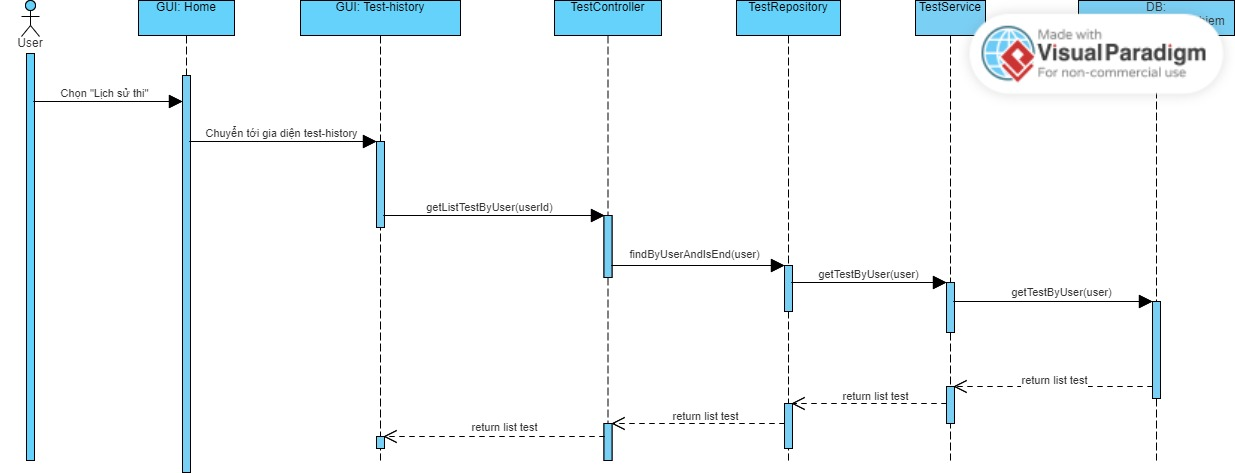 GUI: Home
GUI: Test-history
TestController
TestRepository
TestService
DB:
User
Made with
VisualParadigm
For non-commercial use
Chọn "Lịch sử thi"
Chuyển tới gia diện test-history
getListTestByUser(userId)
findByUserAndIsEnd(user)
getTestByUser(user)
getTestByUser(user)
return list test
return list test
return list test
return list test